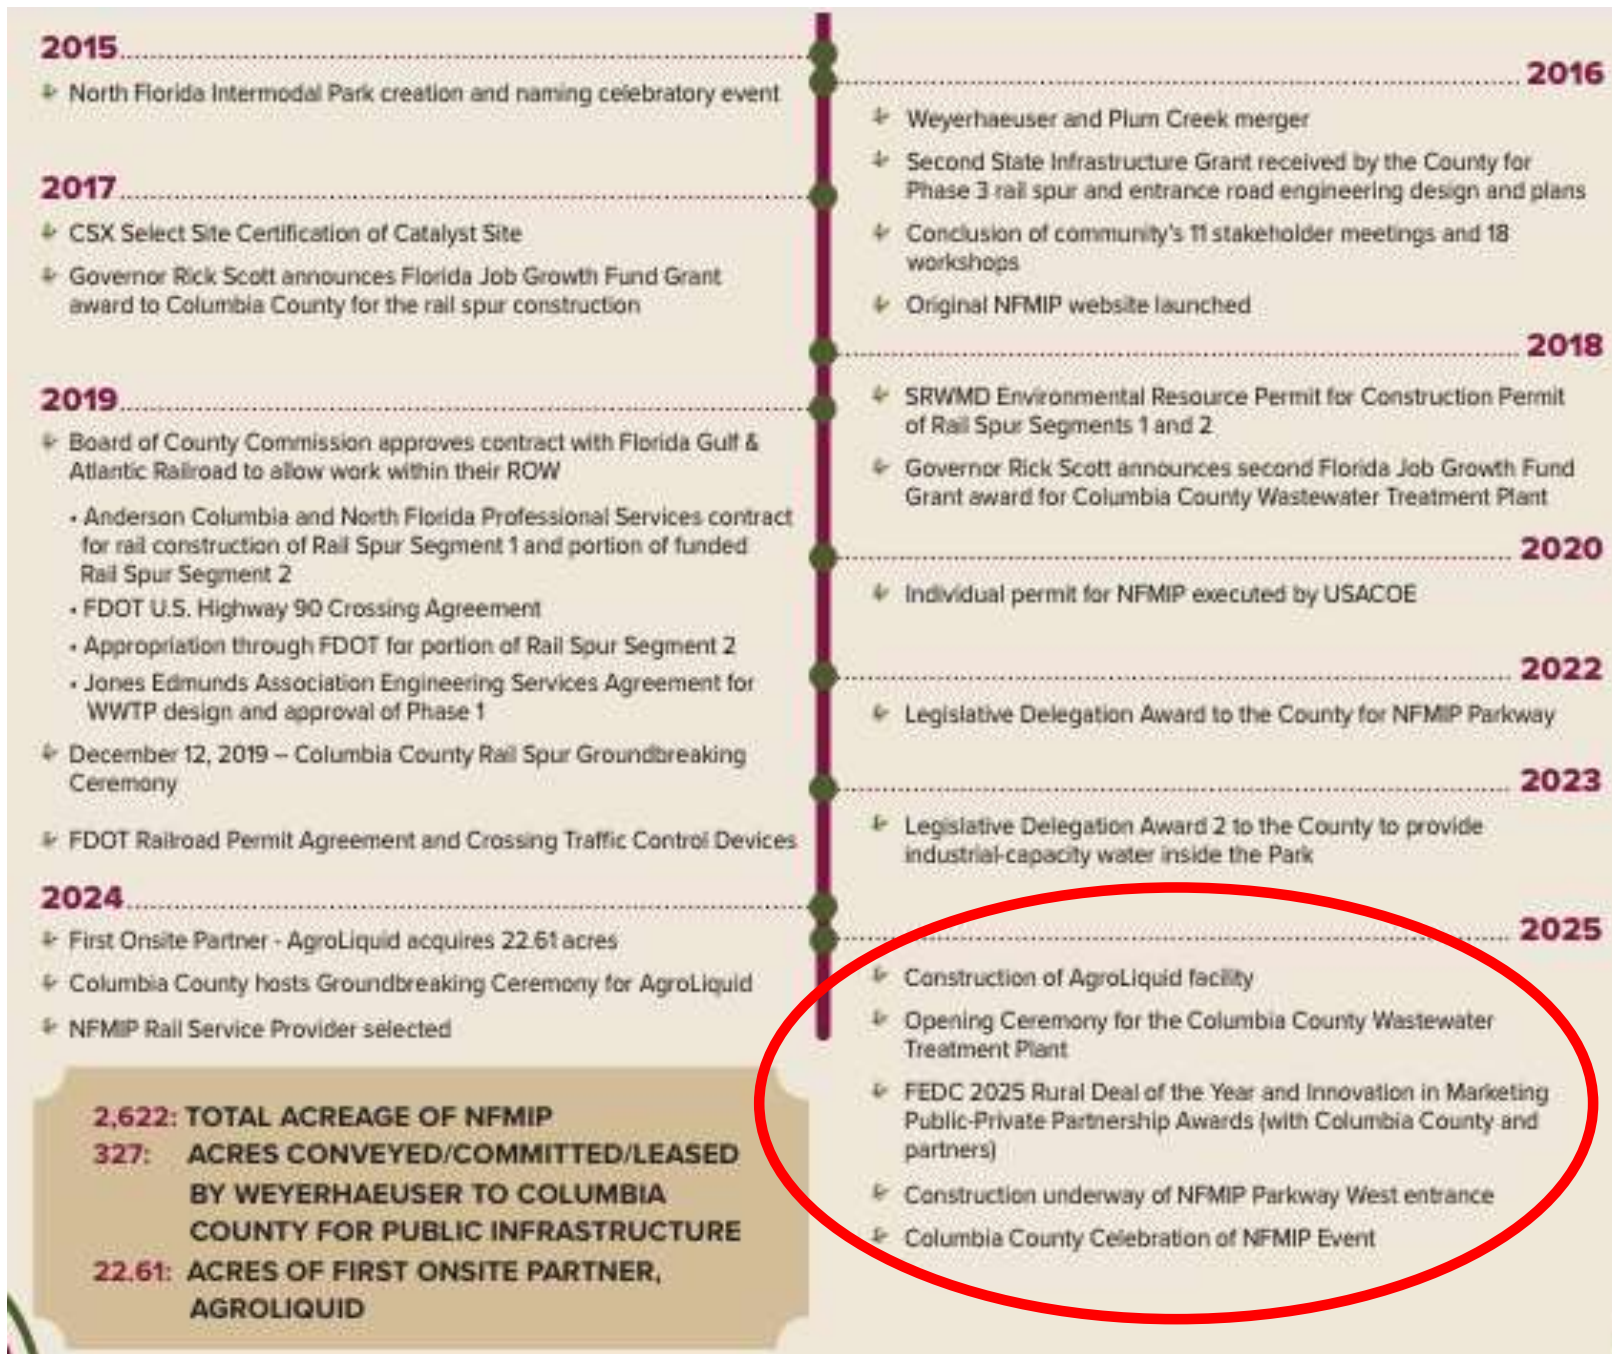 2015
North Florida Intermodal Park creation and naming celebratory event
2016
Weyerhaeuser and Plum Creek merger
Second State Infrastructure Grant received by the County for
Phase 3 rail spur and entrance road engineering design and plans
Conclusion of community's 11 stakeholder meetings and 18
workshops
Original NFMIP website launched
2017
CSX Select Site Certification of Catalyst Site
Governor Rick Scott announces Florida Job Growth Fund Grant
award to Columbia County for the rail spur construction
2018
SRWMD Environmental Resource Permit for Construction Permit
of Rail Spur Segments 1 and 2
Governor Rick Scott announces second Florida Job Growth Fund
Grant award for Columbia County Wastewater Treatment Plant
2019
Board of County Commission approves contract with Florida Gulf &
Atlantic Railroad to allow work within their ROW
• Anderson Columbia and North Florida Professional Services contract
for rail construction of Rail Spur Segment 1 and portion of funded
Rail Spur Segment 2
• FDOT U.S. Highway 90 Crossing Agreement
• Appropriation through FDOT for portion of Rail Spur Segment 2
• Jones Edmunds Association Engineering Services Agreement for
WWTP design and approval of Phase 1
December 12, 2019 – Columbia County Rail Spur Groundbreaking
Ceremony
FDOT Railroad Permit Agreement and Crossing Traffic Control Devices
2020
Individual permit for NFMIP executed by USACOE
2022
Legislative Delegation Award to the County for NFMIP Parkway
2023
Legislative Delegation Award 2 to the County to provide
industrial-capacity water inside the Park
2024
First Onsite Partner - AgroLiquid acquires 22.61 acres
Columbia County hosts Groundbreaking Ceremony for AgroLiquid
NFMIP Rail Service Provider selected
2025
Construction of AgroLiquid facility
Opening Ceremony for the Columbia County Wastewater
Treatment Plant
FEDC 2025 Rural Deal of the Year and Innovation in Marketing
Public-Private Partnership Awards (with Columbia County and
partners)
Construction underway of NFMIP Parkway West entrance
Columbia County Celebration of NFMIP Event
2,622: TOTAL ACREAGE OF NFMIP
327: ACRES CONVEYED/COMMITTED/LEASED
BY WEYERHAEUSER TO COLUMBIA
COUNTY FOR PUBLIC INFRASTRUCTURE
22.61: ACRES OF FIRST ONSITE PARTNER,
AGROLIQUID